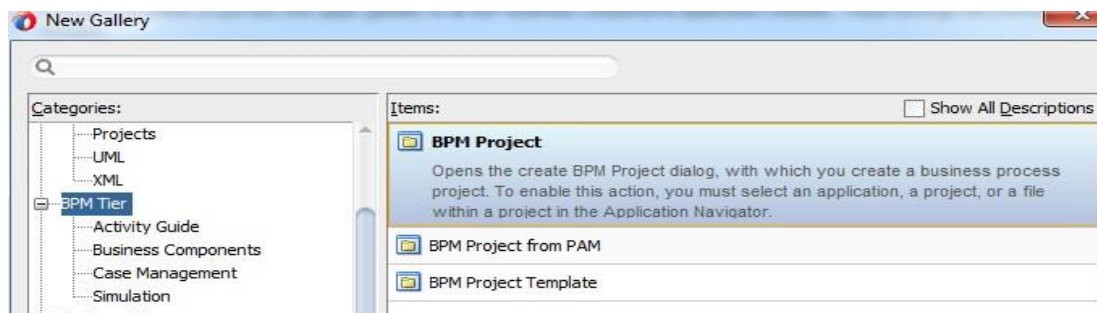 New Gallery
Categories:
Projects
UML
XML
BPM Tier
Activity Guide
Business Components
Case Management
Simulation
Items:
Show All Descriptions
BPM Project
Opens the create BPM Project dialog, with which you create a business process
project. To enable this action, you must select an application, a project, or a file
within a project in the Application Navigator.
BPM Project from PAM
BPM Project Template